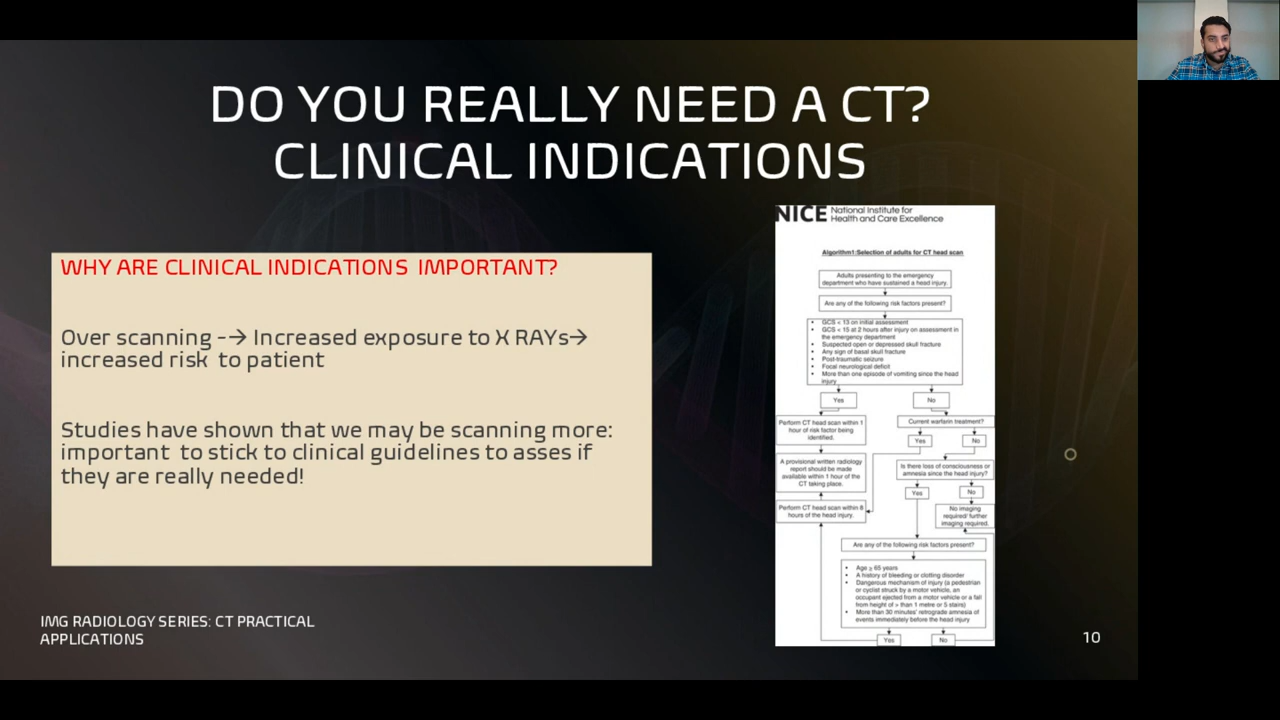 DO YOU REALLY NEED A CT?
CLINICAL INDICATIONS
WHY ARE CLINICAL INDICATIONS IMPORTANT?
Over scanning -→ Increased exposure to X RAYs→
increased risk to patient
Studies have shown that we may be scanning more:
important to stick to clinical guidelines to asses if
they are really needed!
NICE National Institute for
Health and Care Excellence
Algorithm1:Selection of adults for CT head scan
Adults presenting to the emergency
department who have sustained a head injury.
Are any of the following risk factors present?
• GCS < 13 on initial assessment
• GCS < 15 at 2 hours after injury on assessment in
the emergency department
• Suspected open or depressed skull fracture
• Any sign of basal skull fracture
• Post-traumatic seizure
• Focal neurological deficit
• More than one episode of vomiting since the head
injury
Yes
No
Perform CT head scan within 1
hour of risk factor being
identified.
Current warfarin treatment?
Yes
No
A provisional written radiology
report should be made
available within 1 hour of the
CT taking place.
Is there loss of consciousness or
amnesia since the head injury?
Yes
No
Perform CT head scan within 8
hours of the head injury.
No imaging
required/ further
imaging required.
Are any of the following risk factors present?
• Age ≥ 65 years
• A history of bleeding or clotting disorder
• Dangerous mechanism of injury (a pedestrian
or cyclist struck by a motor vehicle, an
occupant ejected from a motor vehicle or a fall
from height of > than 1 metre or 5 stairs)
• More than 30 minutes' retrograde amnesia of
events immediately before the head injury
Yes
No
IMG RADIOLOGY SERIES: CT PRACTICAL
APPLICATIONS
10